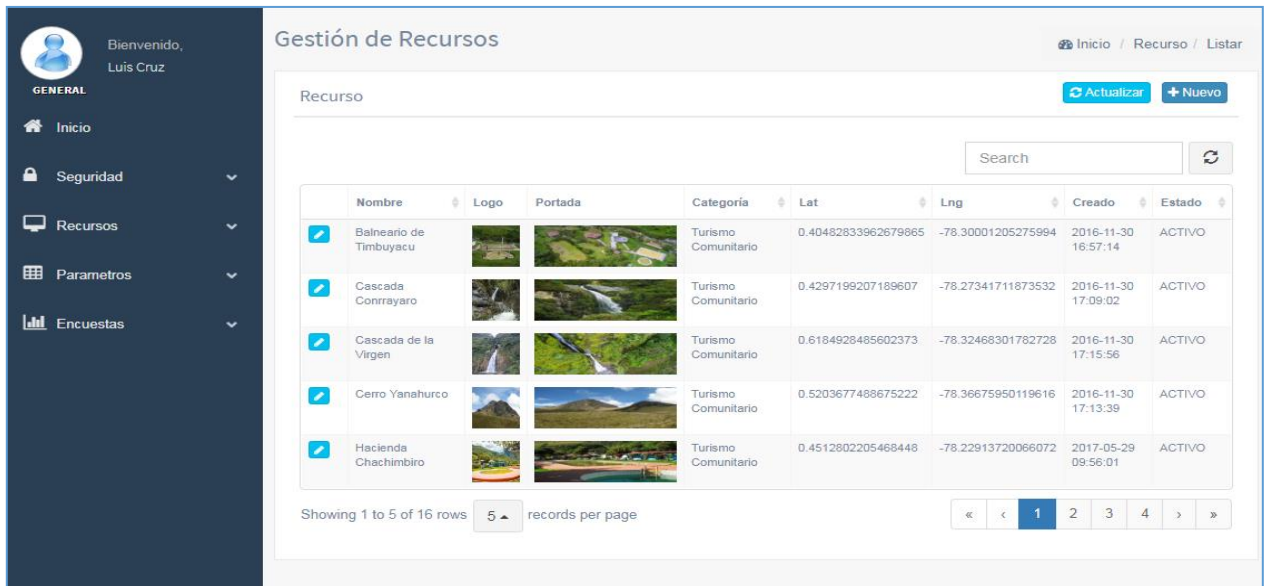 Bienvenido,
Luis Cruz
GENERAL
Inicio
Seguridad
Recursos
Parametros
Encuestas
Gestión de Recursos
Inicio / Recurso / Listar
Recurso
Actualizar
Nuevo
Search
Nombre Logo Portada Categoría Lat Lng Creado Estado
Balneario de Turismo 0.40482833962679865 -78.30001205275994 2016-11-30 ACTIVO
Timbuyacu Comunitario 16:57:14
Cascada Turismo 0.4297199207189607 -78.27341711873532 2016-11-30 ACTIVO
Conrrayaro Comunitario 17:09:02
Cascada de la Turismo 0.6184928485602373 -78.32468301782728 2016-11-30 ACTIVO
Virgen Comunitario 17:15:56
Cerro Yanahurco Turismo 0.5203677488675222 -78.36675950119616 2016-11-30 ACTIVO
Comunitario 17:13:39
Hacienda Turismo 0.4512802205468448 -78.22913720066072 2017-05-29 ACTIVO
Chachimbiro Comunitario 09:56:01
Showing 1 to 5 of 16 rows 5 records per page
« ‹ 1 2 3 4 › »